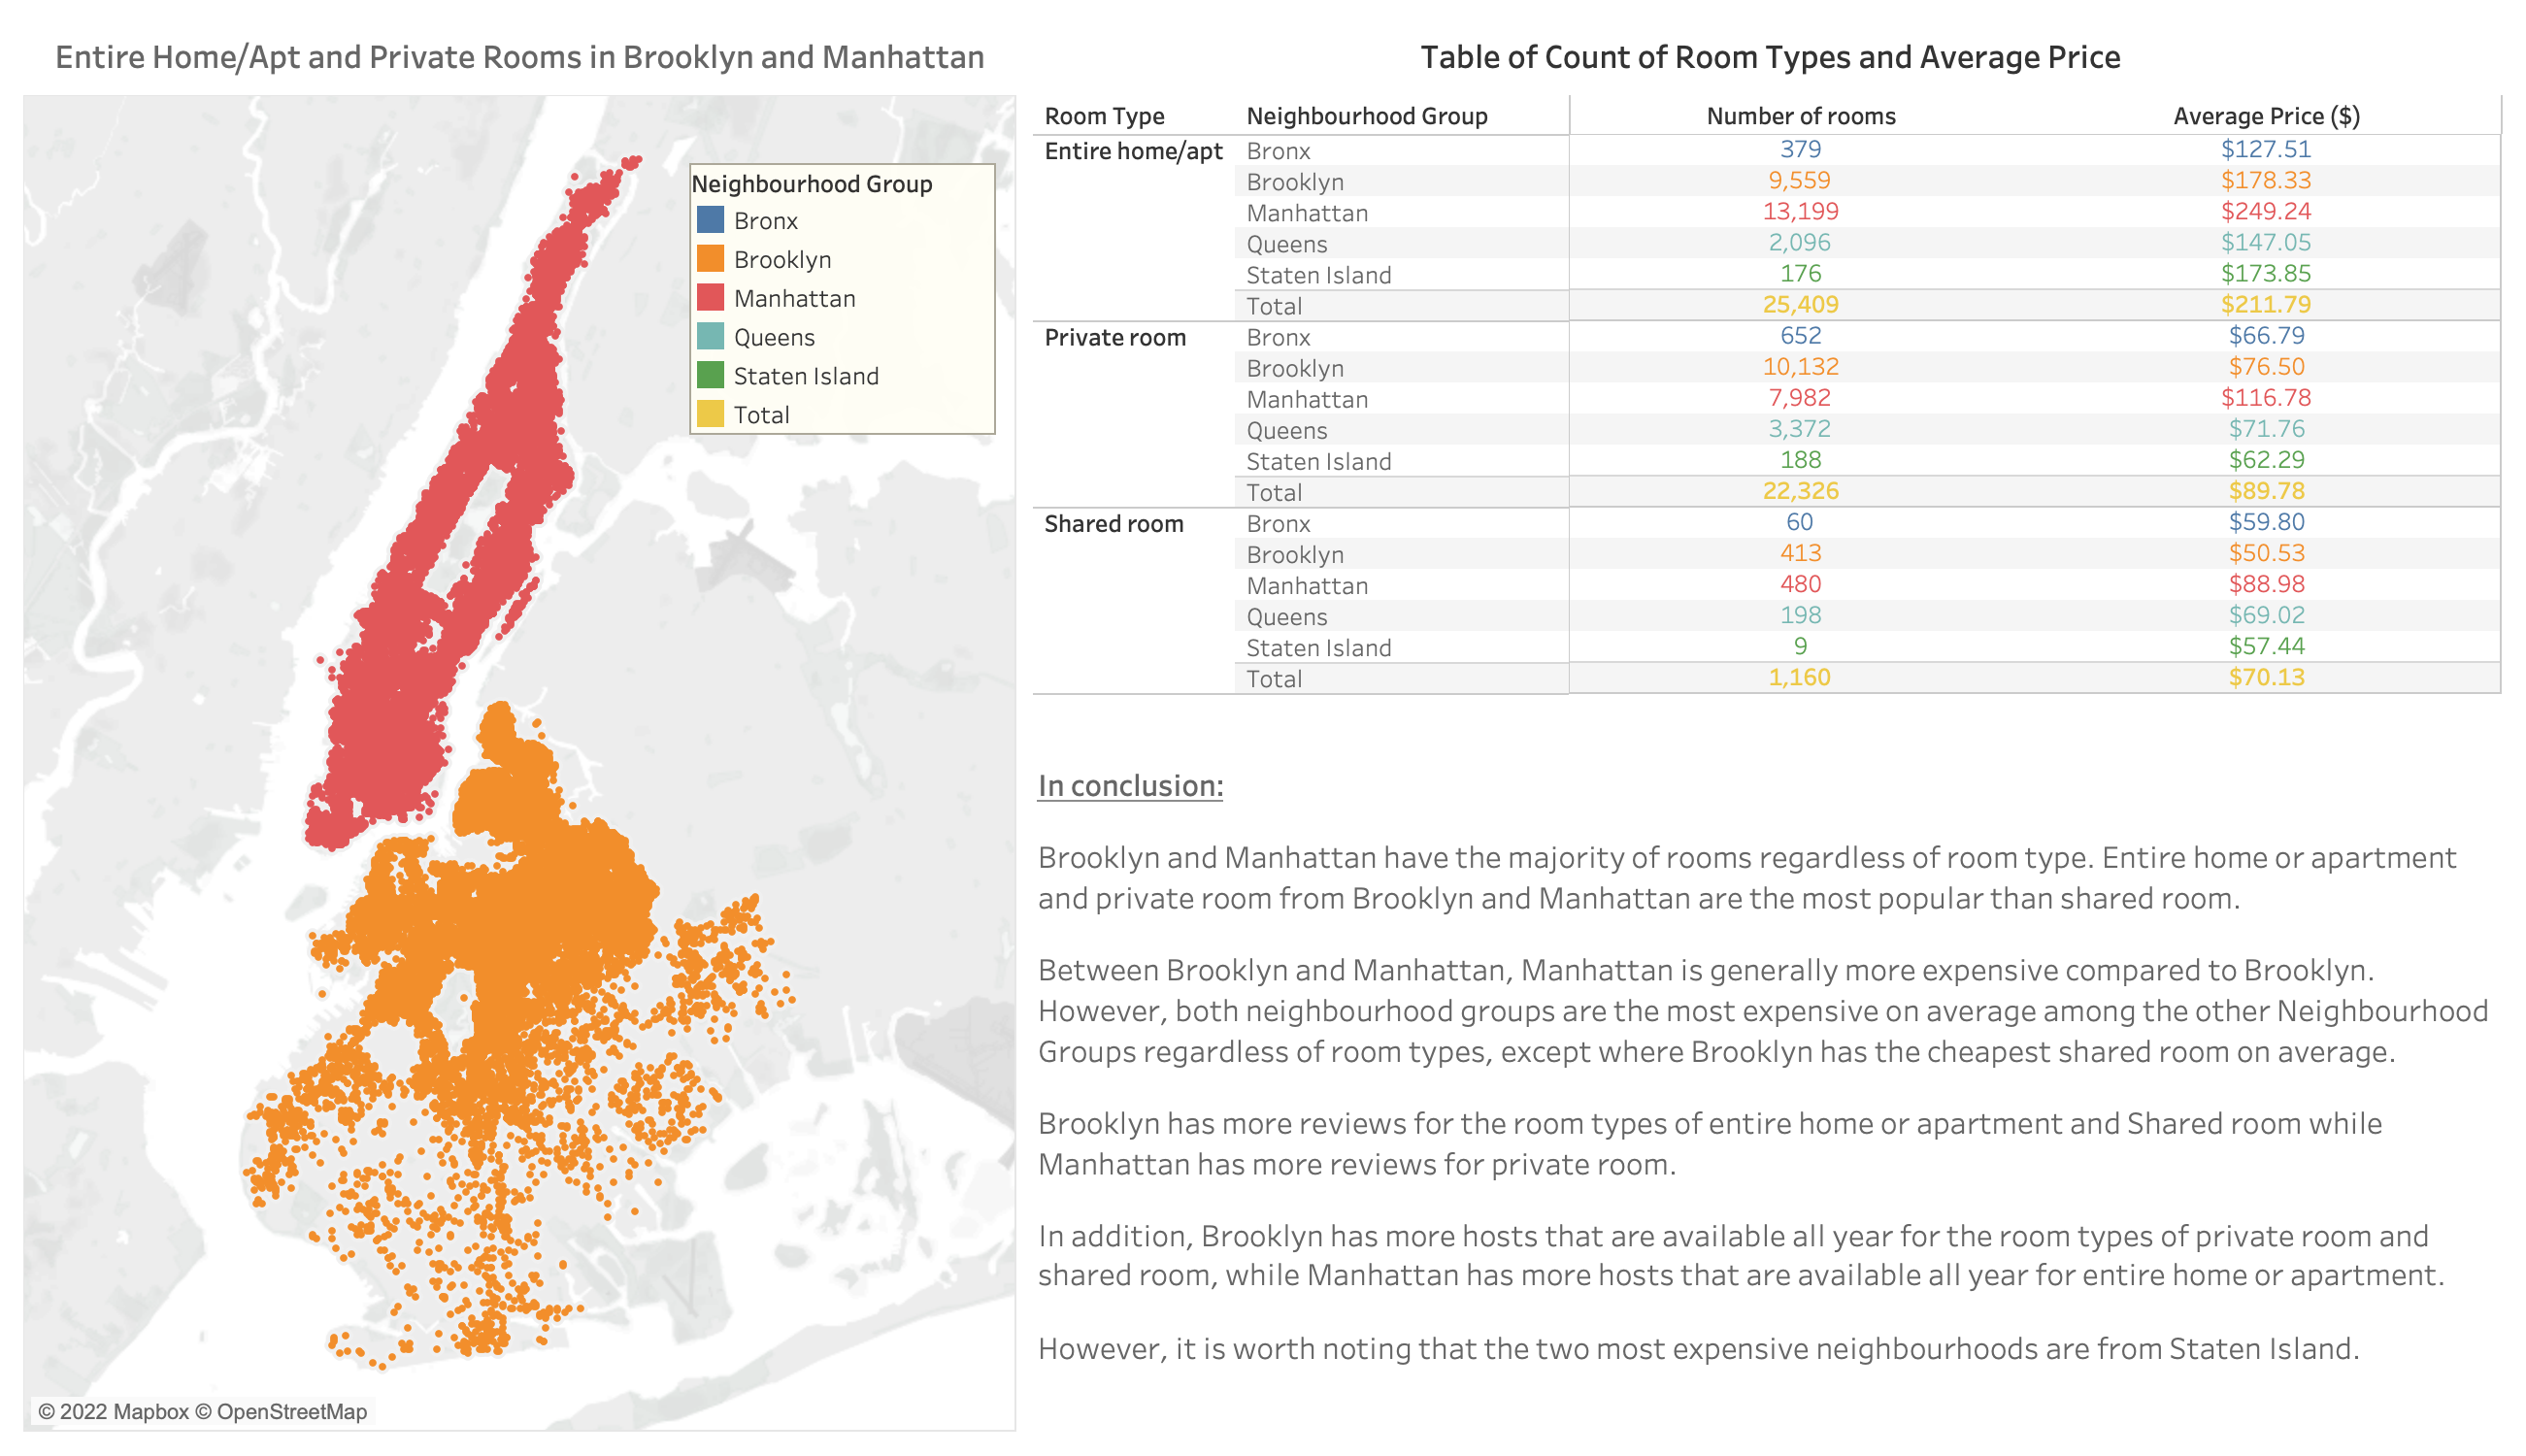 Entire Home/Apt and Private Rooms in Brooklyn and Manhattan
Neighbourhood Group
Bronx
Brooklyn
Manhattan
Queens
Staten Island
Total
© 2022 Mapbox © OpenStreetMap
Table of Count of Room Types and Average Price
Room Type Neighbourhood Group Number of rooms Average Price ($)
Entire home/apt Bronx 379 $127.51
Brooklyn 9,559 $178.33
Manhattan 13,199 $249.24
Queens 2,096 $147.05
Staten Island 176 $173.85
Total 25,409 $211.79
Private room Bronx 652 $66.79
Brooklyn 10,132 $76.50
Manhattan 7,982 $116.78
Queens 3,372 $71.76
Staten Island 188 $62.29
Total 22,326 $89.78
Shared room Bronx 60 $59.80
Brooklyn 413 $50.53
Manhattan 480 $88.98
Queens 198 $69.02
Staten Island 9 $57.44
Total 1,160 $70.13
In conclusion:
Brooklyn and Manhattan have the majority of rooms regardless of room type. Entire home or apartment
and private room from Brooklyn and Manhattan are the most popular than shared room.
Between Brooklyn and Manhattan, Manhattan is generally more expensive compared to Brooklyn.
However, both neighbourhood groups are the most expensive on average among the other Neighbourhood
Groups regardless of room types, except where Brooklyn has the cheapest shared room on average.
Brooklyn has more reviews for the room types of entire home or apartment and Shared room while
Manhattan has more reviews for private room.
In addition, Brooklyn has more hosts that are available all year for the room types of private room and
shared room, while Manhattan has more hosts that are available all year for entire home or apartment.
However, it is worth noting that the two most expensive neighbourhoods are from Staten Island.